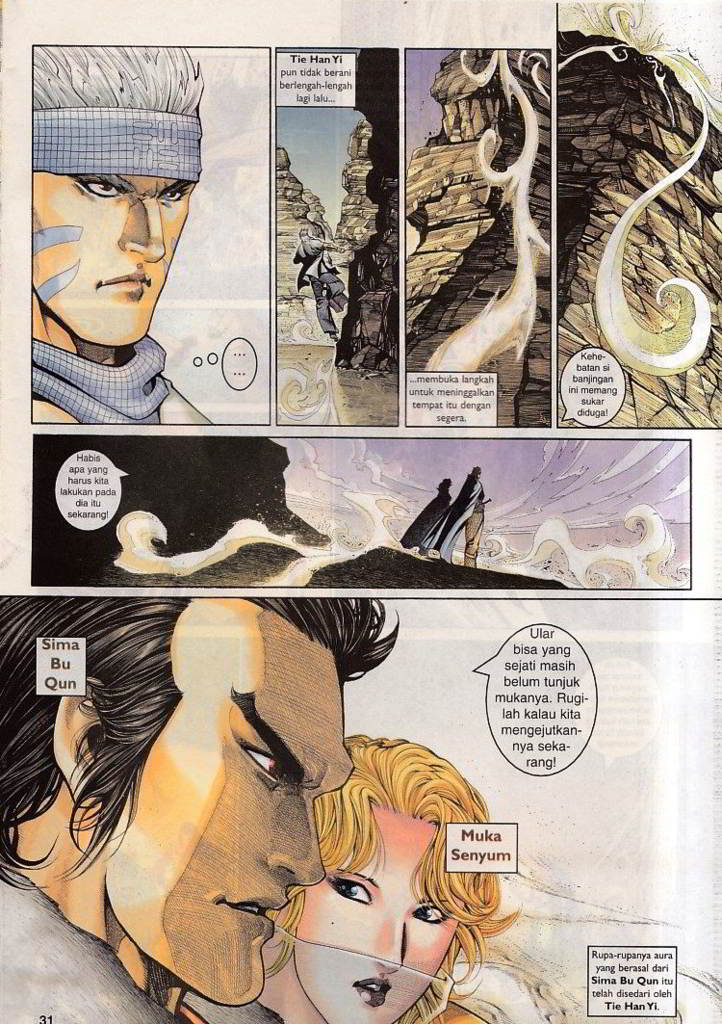 Tie Han Yi
pun tidak berani
berlengah-lengah
lagi lalu...
...
...
...membuka langkah
untuk meninggalkan
tempat itu dengan
segera.
Kehe-
batan si
banjingan
ini memang
sukar
diduga!
Habis
apa yang
harus kita
lakukan pada
dia itu
sekarang!
Sima
Bu
Qun
Ular
bisa yang
sejati masih
belum tunjuk
mukanya. Rugi-
lah kalau kita
mengejutkan-
nya seka-
rang!
Muka
Senyum
Rupa-rupanya aura
yang berasal dari
Sima Bu Qun itu
telah disedari oleh
Tie Han Yi.
31